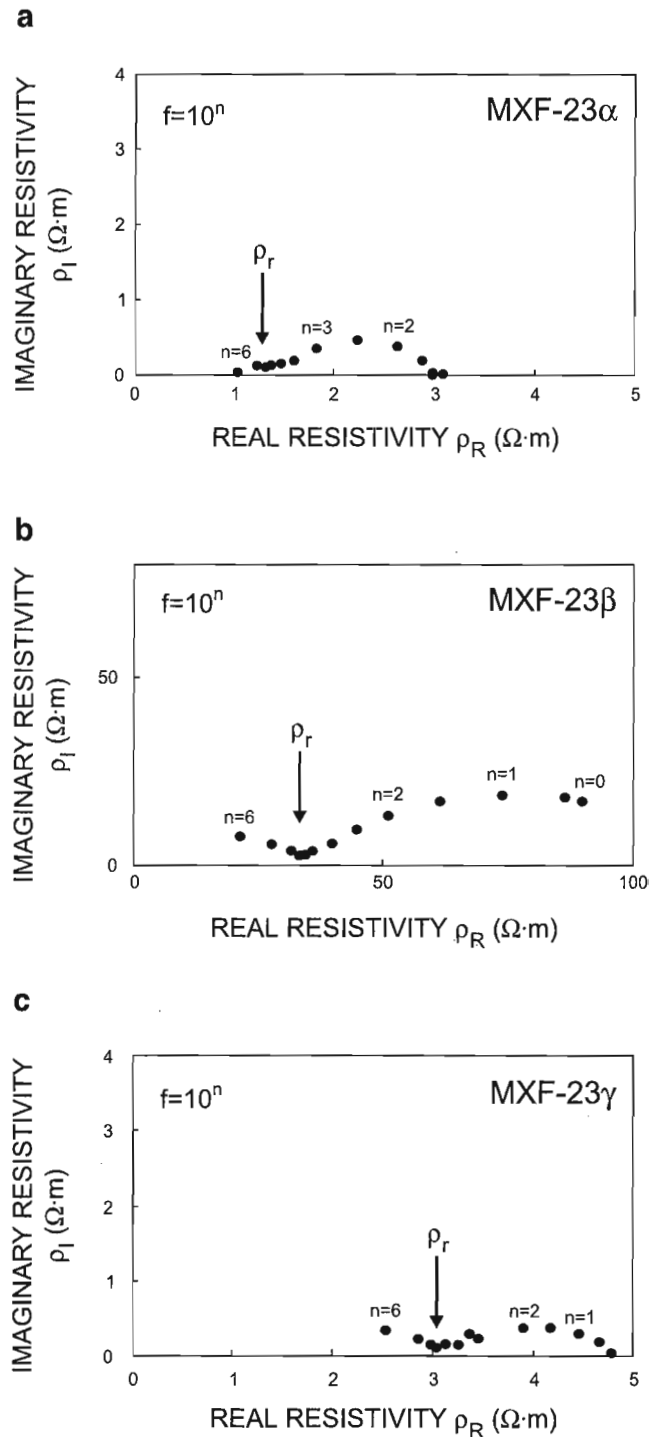 a
4
3
2
1
0
IMAGINARY RESISTIVITY
ρI (Ω·m)
f=10ⁿ
MXF-23α
ρr
n=6
n=3
n=2
0
1
2
3
4
5
REAL RESISTIVITY ρR (Ω·m)
b
50
0
IMAGINARY RESISTIVITY
ρI (Ω·m)
f=10ⁿ
MXF-23β
ρr
n=6
n=2
n=1
n=0
0
50
100
REAL RESISTIVITY ρR (Ω·m)
c
4
3
2
1
0
IMAGINARY RESISTIVITY
ρI (Ω·m)
f=10ⁿ
MXF-23γ
ρr
n=6
n=2
n=1
0
1
2
3
4
5
REAL RESISTIVITY ρR (Ω·m)